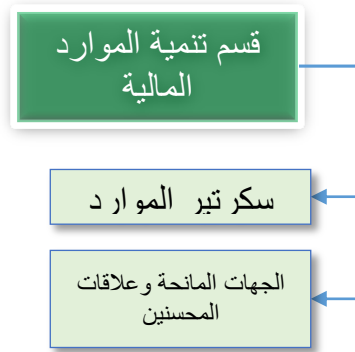 قسم تنمية الموارد
المالية
سكرتير الموارد
الجهات المانحة وعلاقات
المحسنين